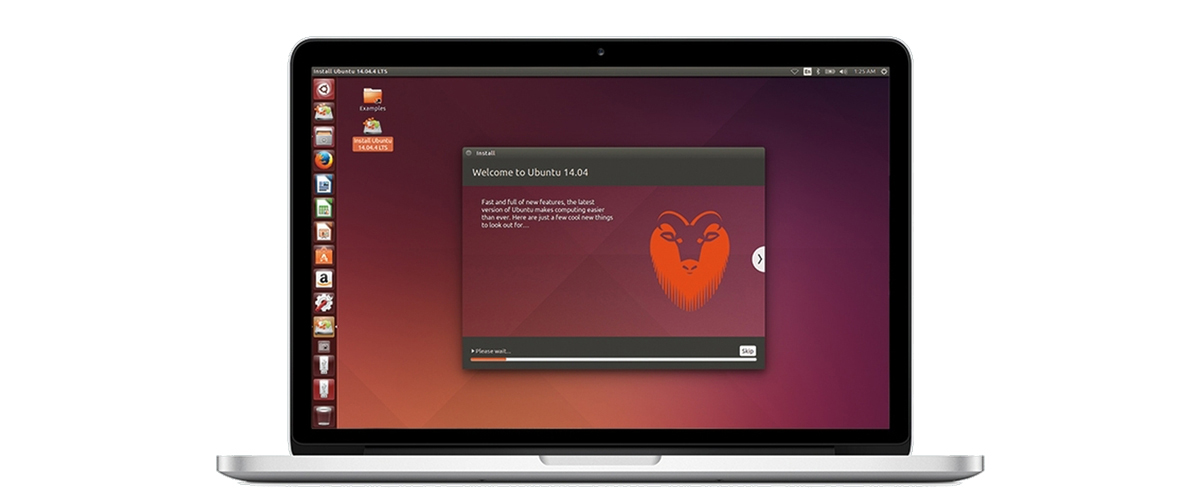 Install Ubuntu 14.04.4 LTS
En
1:25 AM
Examples
Install Ubuntu
14.04.4 LTS
Install
Welcome to Ubuntu 14.04
Fast and full of new features, the latest
version of Ubuntu makes computing easier
than ever. Here are just a few cool new things
to look out for…
Please wait...
Skip
a